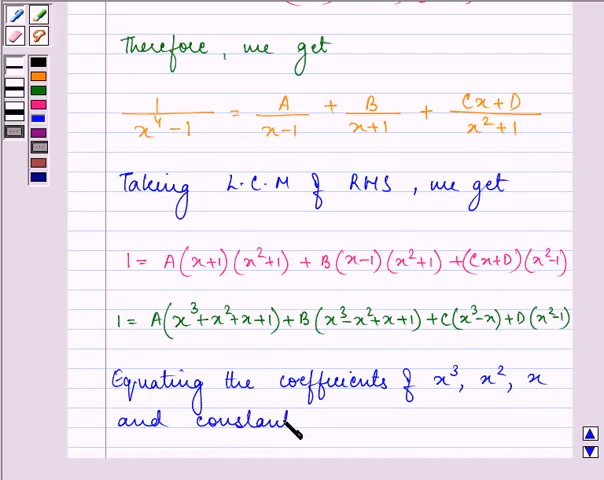 Therefore, we get
1/(x⁴-1) = A/(x-1) + B/(x+1) + (Cx+D)/(x²+1)
Taking L.C.M of RHS, we get
1 = A(x+1)(x²+1) + B(x-1)(x²+1) + (Cx+D)(x²-1)
1 = A(x³+x²+x+1) + B(x³-x²+x+1) + C(x³-x) + D(x²-1)
Equating the coefficients of x³, x², x
and constant